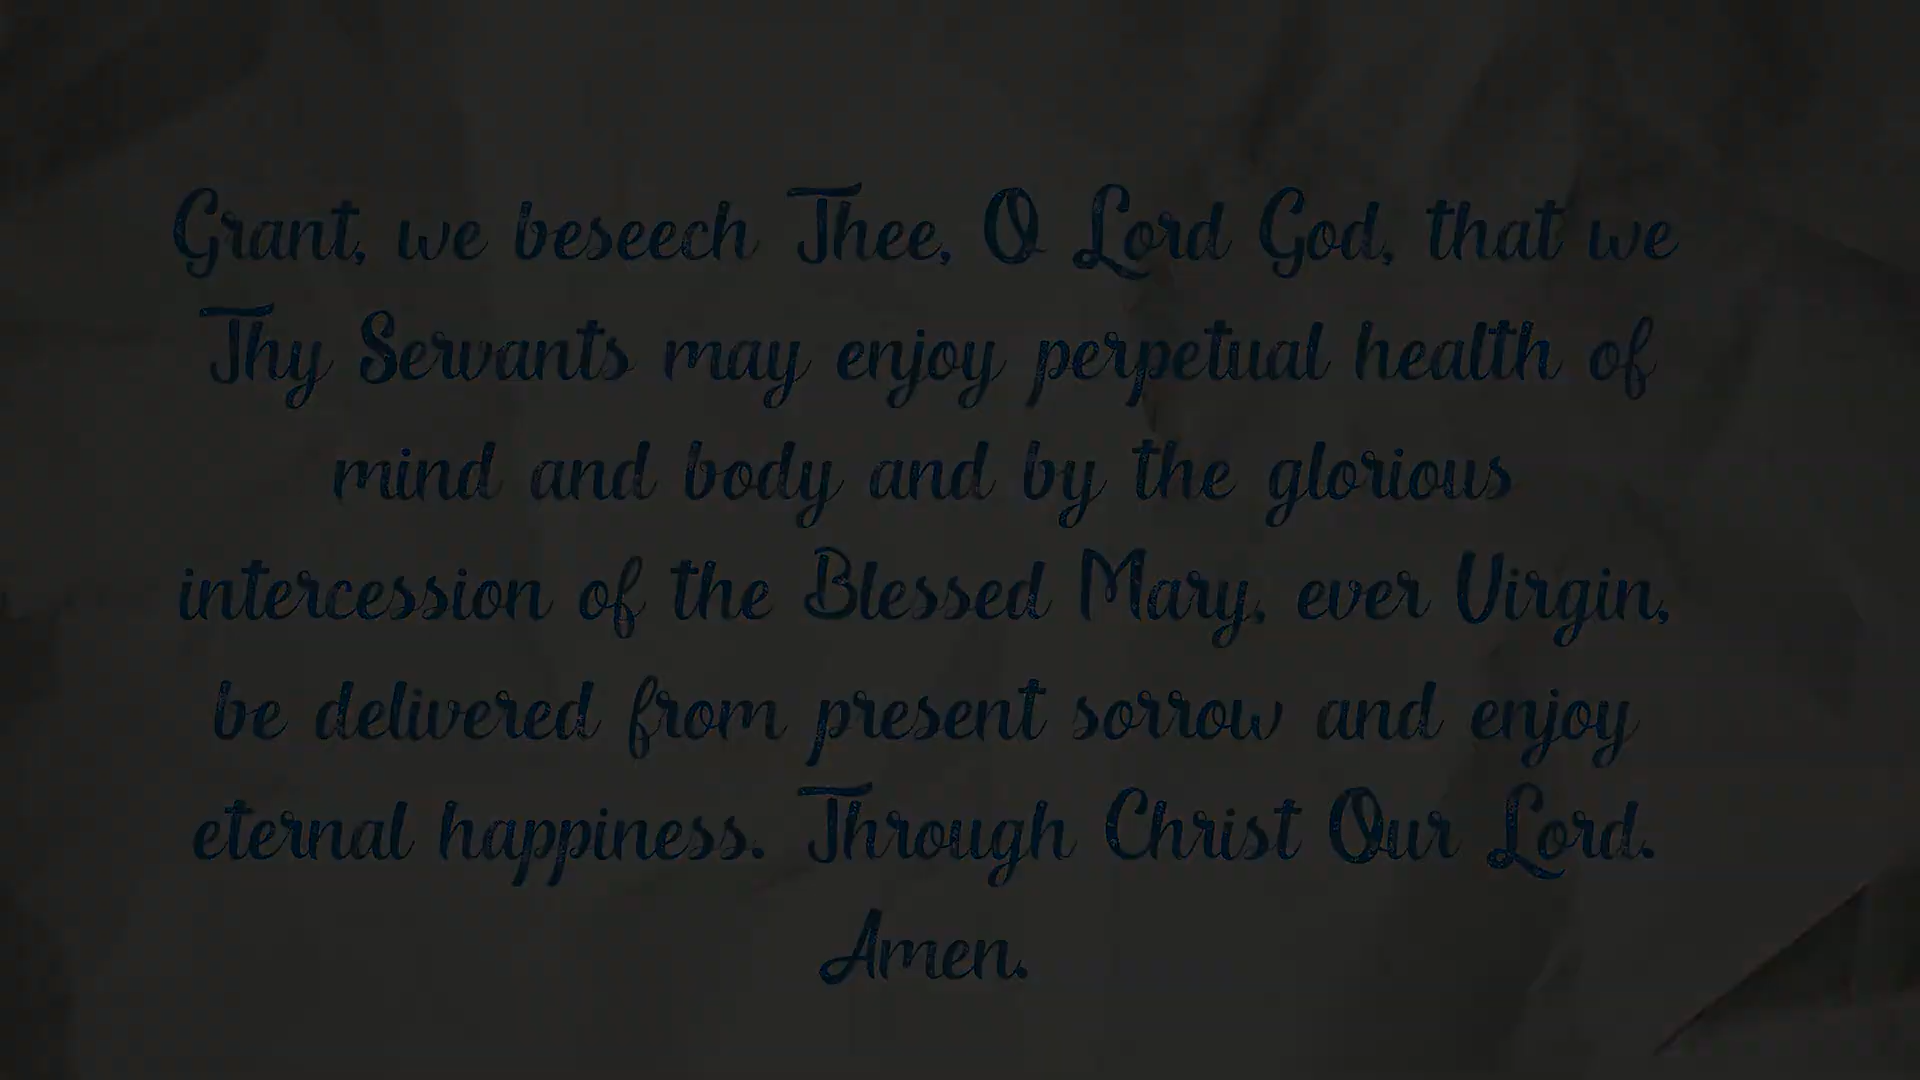 Grant, we beseech Thee, O Lord God, that we
Thy Servants may enjoy perpetual health of
mind and body and by the glorious
intercession of the Blessed Mary, ever Virgin,
be delivered from present sorrow and enjoy
eternal happiness. Through Christ Our Lord.
Amen.